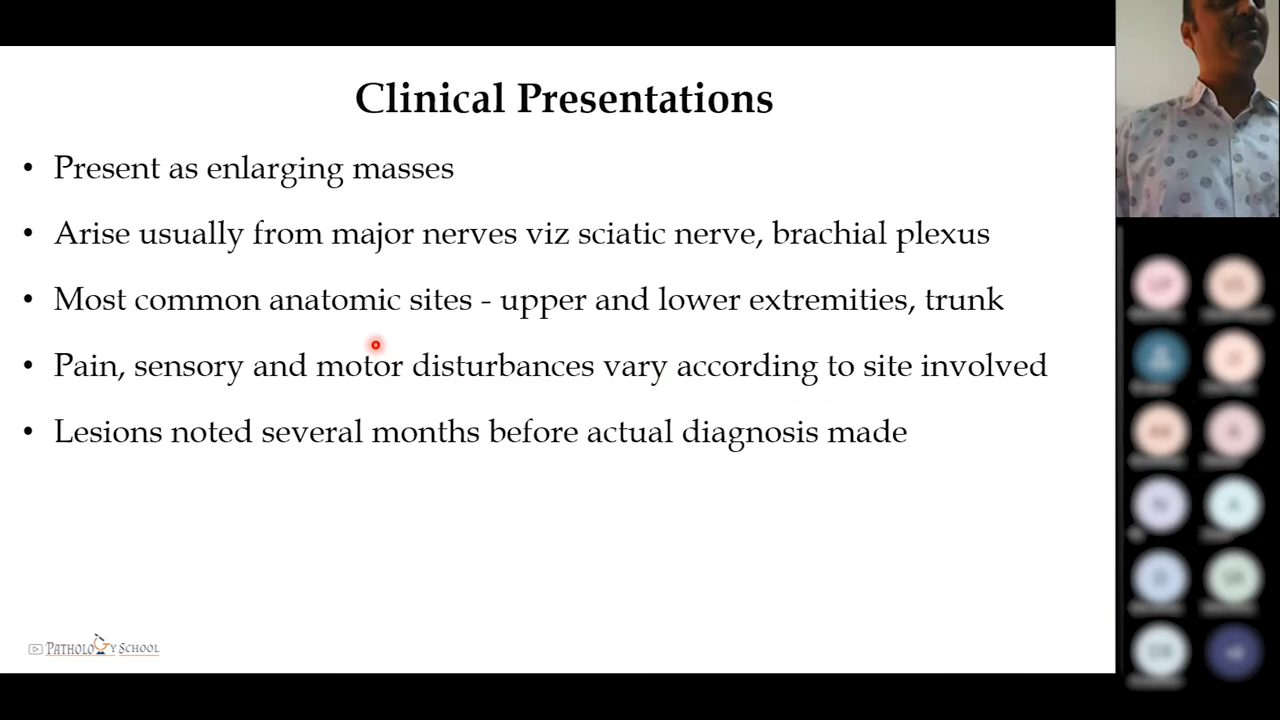 Clinical Presentations
• Present as enlarging masses
• Arise usually from major nerves viz sciatic nerve, brachial plexus
• Most common anatomic sites - upper and lower extremities, trunk
• Pain, sensory and motor disturbances vary according to site involved
• Lesions noted several months before actual diagnosis made
PATHOLOGY SCHOOL